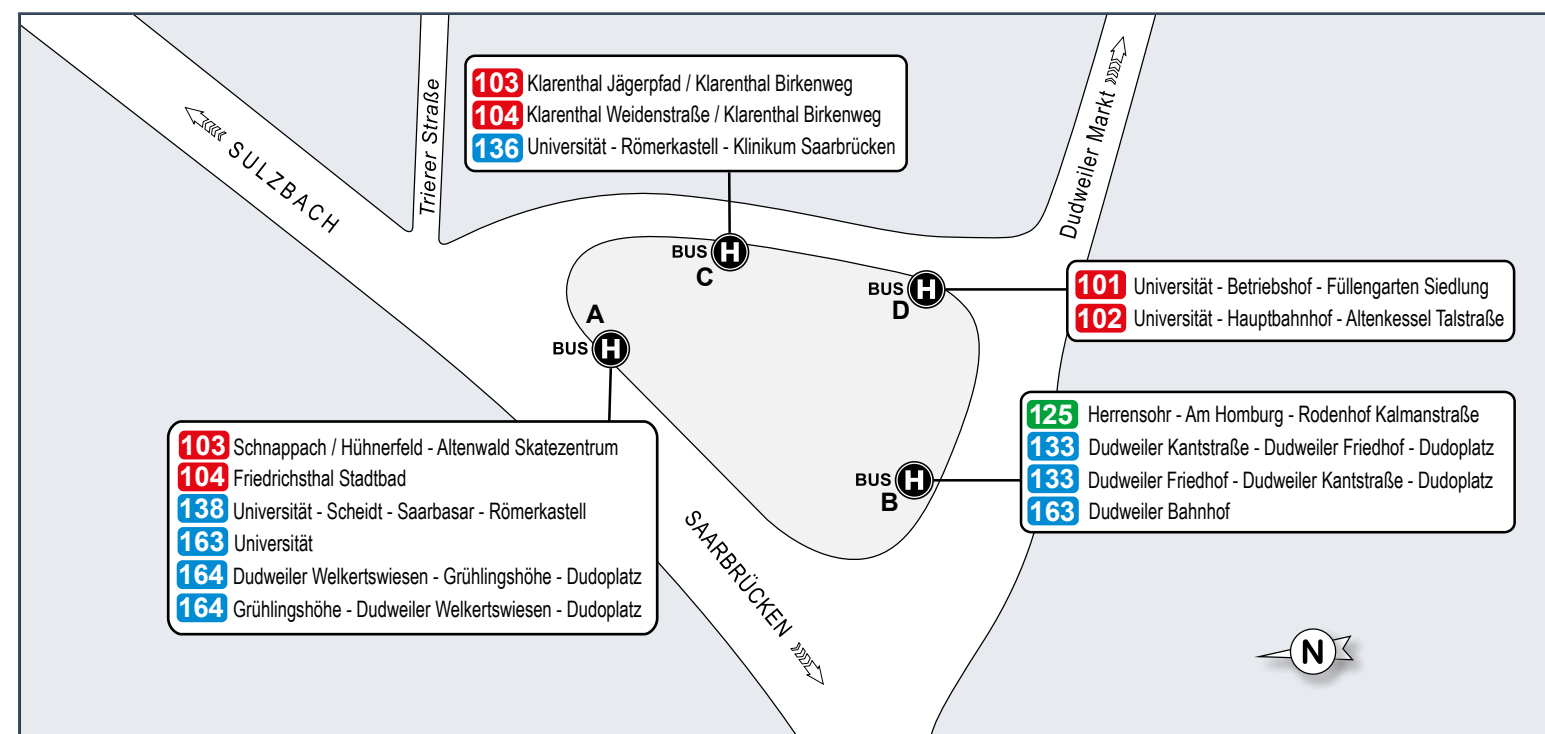 103 Klarenthal Jägerpfad / Klarenthal Birkenweg
104 Klarenthal Weidenstraße / Klarenthal Birkenweg
136 Universität - Römerkastell - Klinikum Saarbrücken
Trierer Straße
SULZBACH
Dudweiler Markt
BUS H
C
BUS H
D
101 Universität - Betriebshof - Füllengarten Siedlung
102 Universität - Hauptbahnhof - Altenkessel Talstraße
A
BUS H
BUS H
B
125 Herrensohr - Am Homburg - Rodenhof Kalmanstraße
133 Dudweiler Kantstraße - Dudweiler Friedhof - Dudoplatz
133 Dudweiler Friedhof - Dudweiler Kantstraße - Dudoplatz
163 Dudweiler Bahnhof
103 Schnappach / Hühnerfeld - Altenwald Skatezentrum
104 Friedrichsthal Stadtbad
138 Universität - Scheidt - Saarbasar - Römerkastell
163 Universität
164 Dudweiler Welkertswiesen - Grühlingshöhe - Dudoplatz
164 Grühlingshöhe - Dudweiler Welkertswiesen - Dudoplatz
SAARBRÜCKEN
N